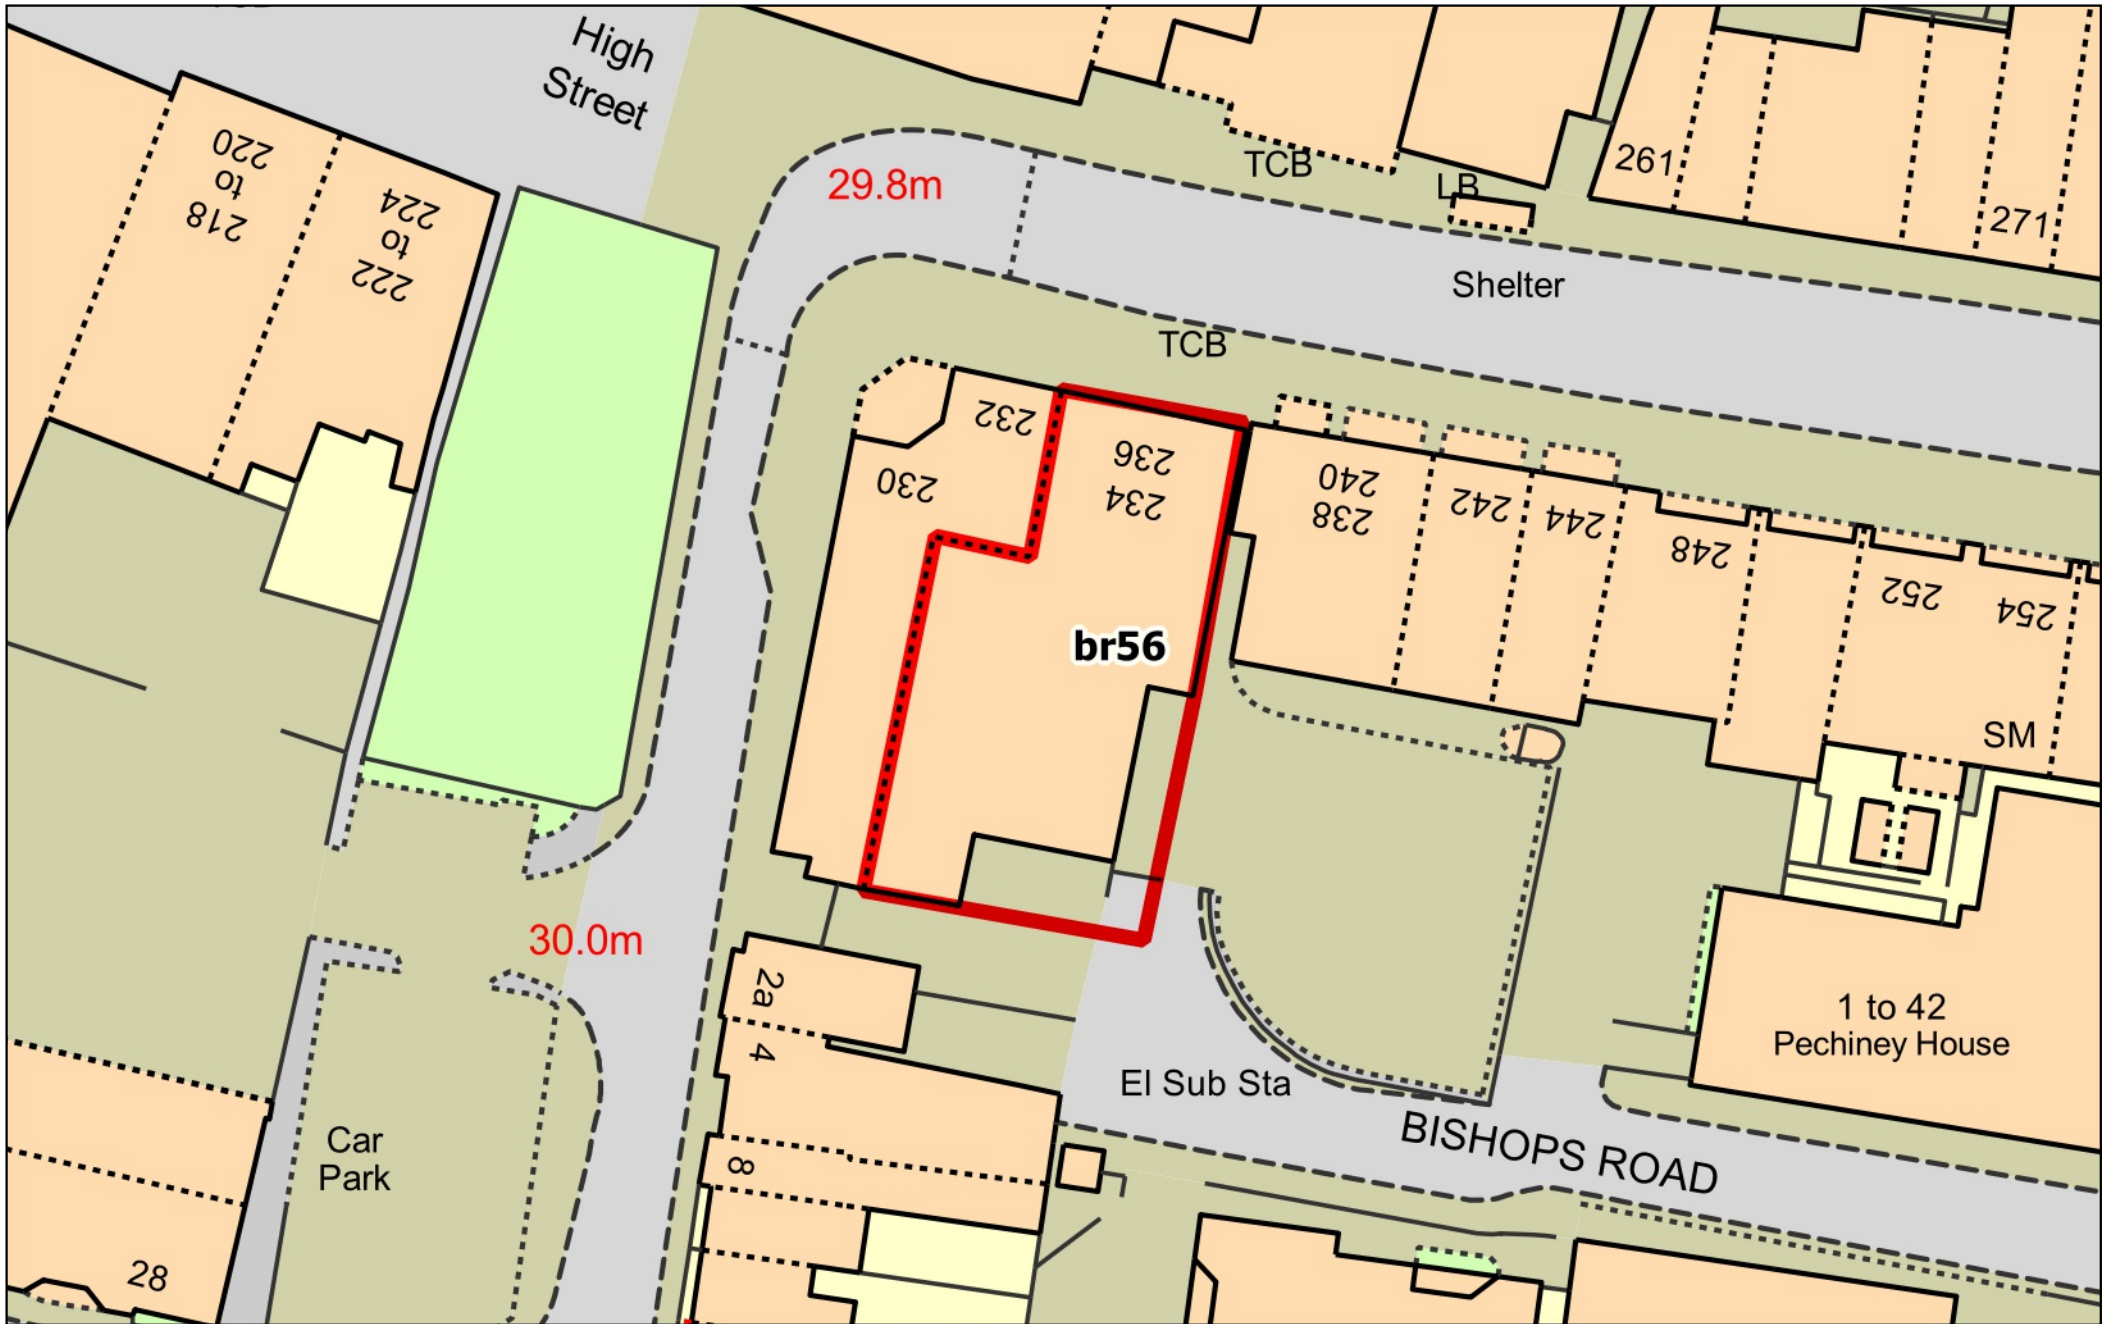 High
Street
220
to
218
224
to
222
29.8m
TCB
LB
261
271
Shelter
TCB
232
230
236
234
240
238
242
244
248
252
254
br56
SM
30.0m
2a
4
8
El Sub Sta
BISHOPS ROAD
1 to 42
Pechiney House
Car
Park
28